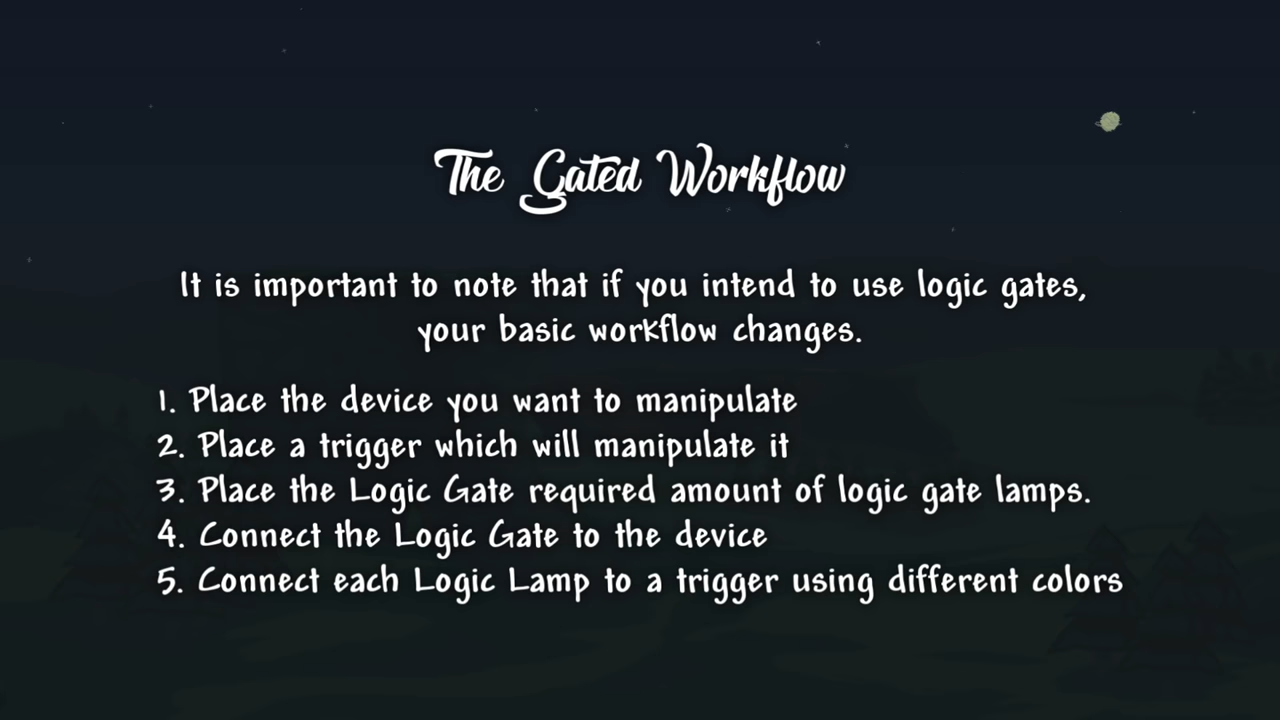 The Gated Workflow
It is important to note that if you intend to use logic gates,
your basic workflow changes.
1. Place the device you want to manipulate
2. Place a trigger which will manipulate it
3. Place the Logic Gate required amount of logic gate lamps.
4. Connect the Logic Gate to the device
5. Connect each Logic Lamp to a trigger using different colors